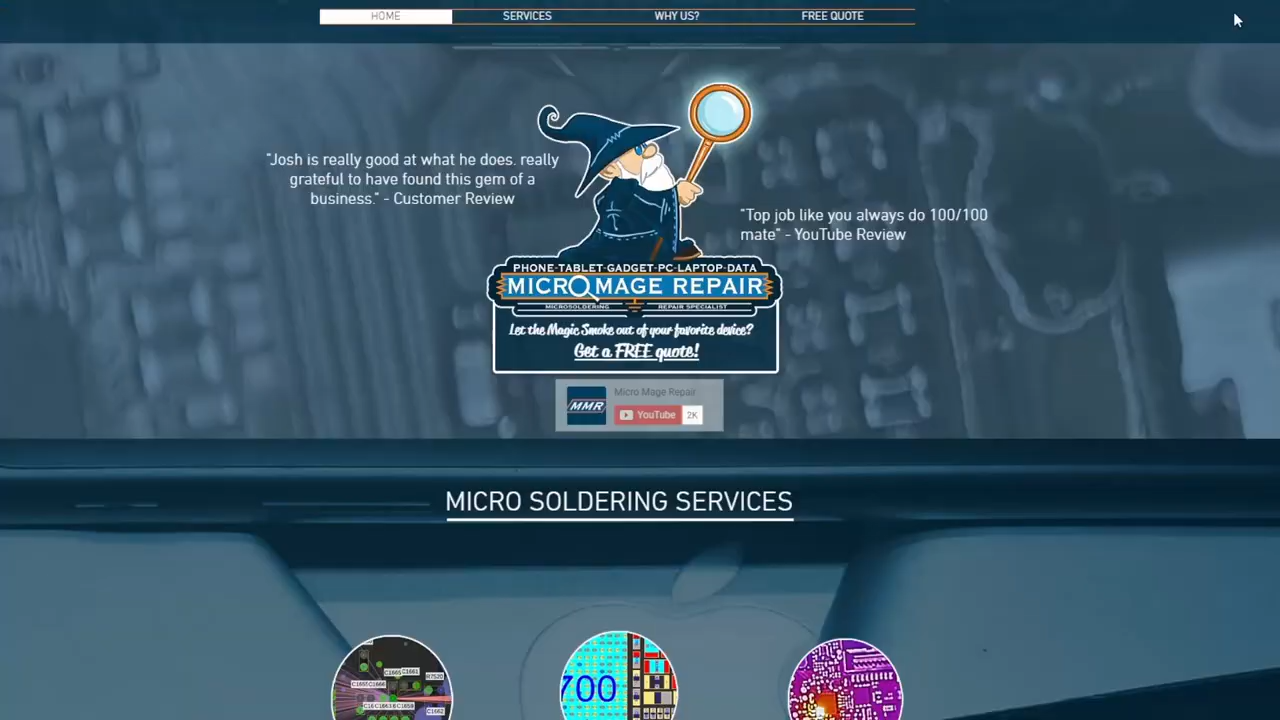 HOME
SERVICES
WHY US?
FREE QUOTE
"Josh is really good at what he does. really
grateful to have found this gem of a
business." - Customer Review
"Top job like you always do 100/100
mate" - YouTube Review
PHONE-TABLET-GADGET-PC-LAPTOP-DATA
MICRO MAGE REPAIR
MICROSOLDERING REPAIR SPECIALIST
Let the Magic Smoke out of your favorite device?
Get a FREE quote!
MMR
Micro Mage Repair
YouTube 2K
MICRO SOLDERING SERVICES
C1661
R7520
C1662
700